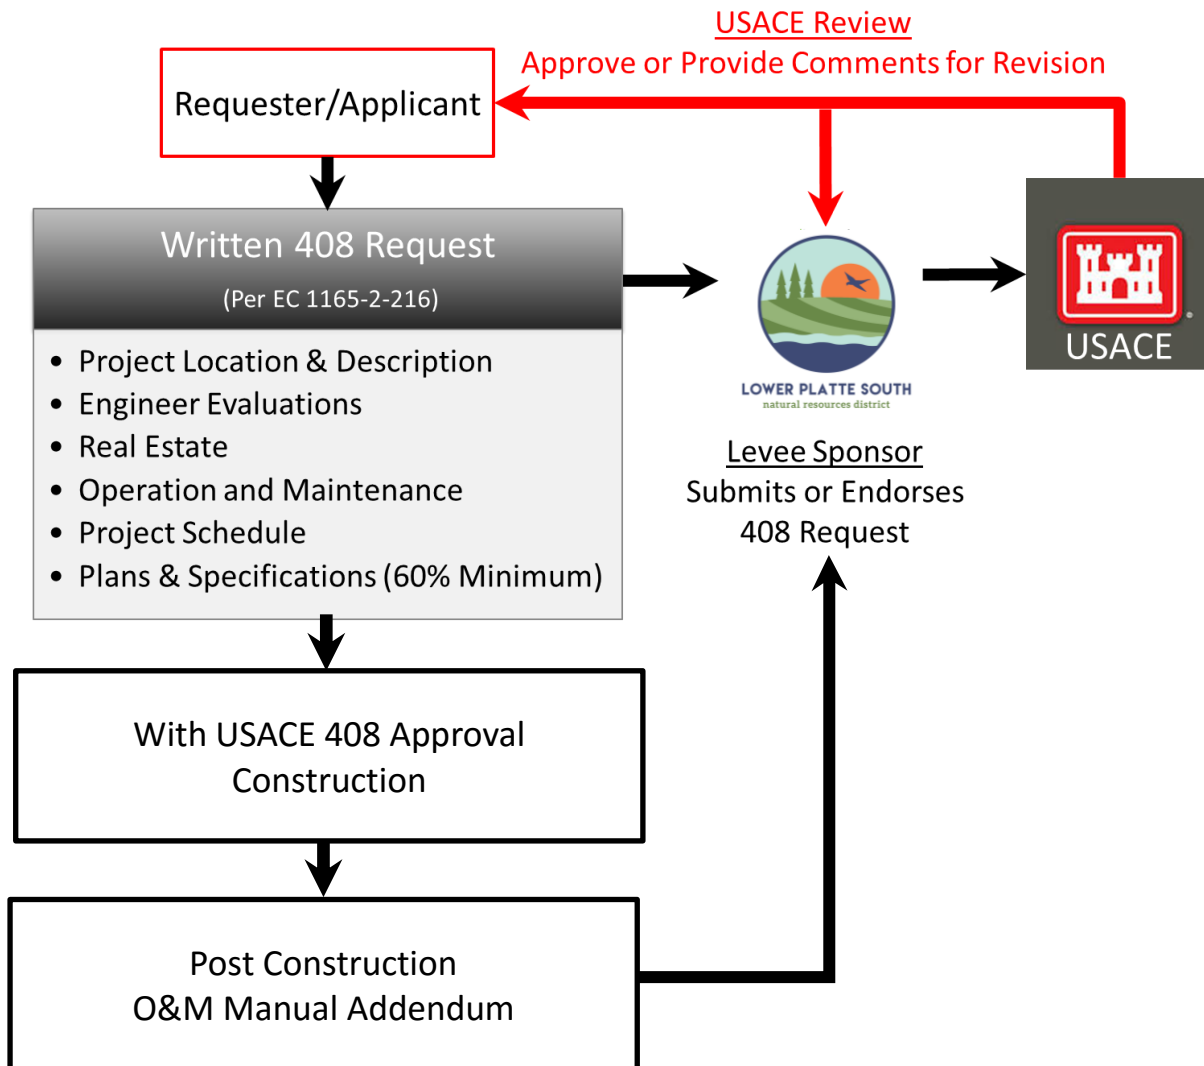 USACE Review
Approve or Provide Comments for Revision
Requester/Applicant
Written 408 Request
(Per EC 1165-2-216)
• Project Location & Description
• Engineer Evaluations
• Real Estate
• Operation and Maintenance
• Project Schedule
• Plans & Specifications (60% Minimum)
LOWER PLATTE SOUTH
natural resources district
Levee Sponsor
Submits or Endorses
408 Request
®
USACE
With USACE 408 Approval
Construction
Post Construction
O&M Manual Addendum